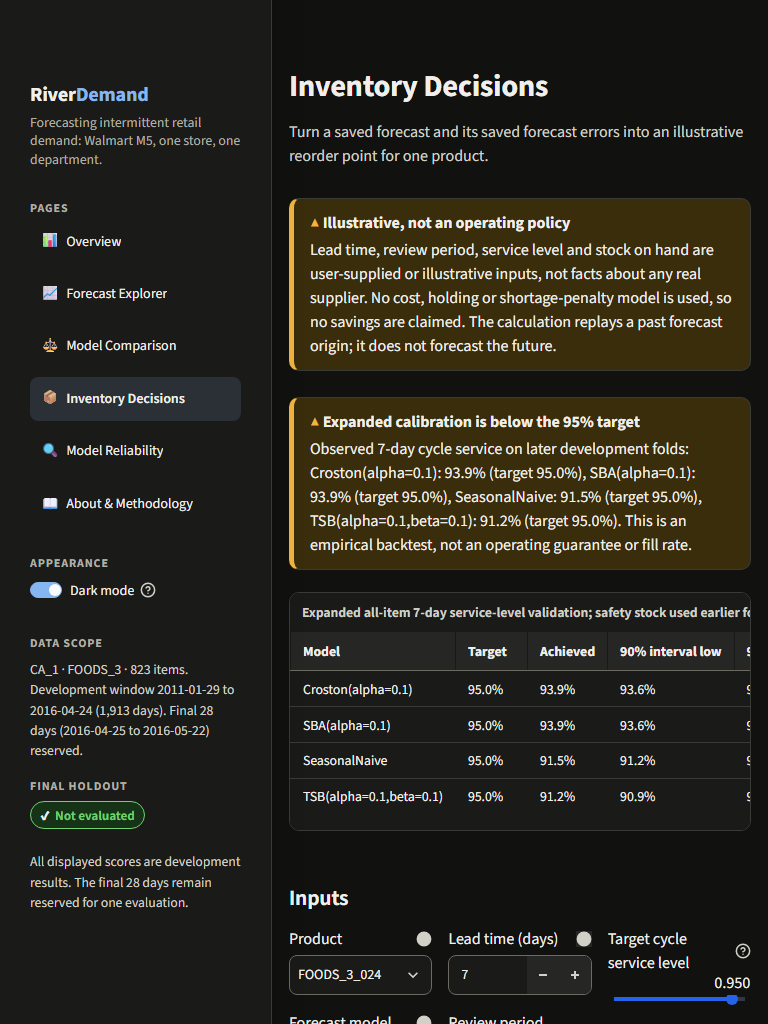 RiverDemand
Forecasting intermittent retail
demand: Walmart M5, one store, one
department.
PAGES
Overview
Forecast Explorer
Model Comparison
Inventory Decisions
Model Reliability
About & Methodology
APPEARANCE
Dark mode
DATA SCOPE
CA_1 · FOODS_3 · 823 items.
Development window 2011-01-29 to
2016-04-24 (1,913 days). Final 28
days (2016-04-25 to 2016-05-22)
reserved.
FINAL HOLDOUT
✔ Not evaluated
All displayed scores are development
results. The final 28 days remain
reserved for one evaluation.
Inventory Decisions
Turn a saved forecast and its saved forecast errors into an illustrative
reorder point for one product.
▲ Illustrative, not an operating policy
Lead time, review period, service level and stock on hand are
user-supplied or illustrative inputs, not facts about any real
supplier. No cost, holding or shortage-penalty model is used, so
no savings are claimed. The calculation replays a past forecast
origin; it does not forecast the future.
▲ Expanded calibration is below the 95% target
Observed 7-day cycle service on later development folds:
Croston(alpha=0.1): 93.9% (target 95.0%), SBA(alpha=0.1):
93.9% (target 95.0%), SeasonalNaive: 91.5% (target 95.0%),
TSB(alpha=0.1,beta=0.1): 91.2% (target 95.0%). This is an
empirical backtest, not an operating guarantee or fill rate.
Expanded all-item 7-day service-level validation; safety stock used earlier
Model Target Achieved 90% interval low
Croston(alpha=0.1) 95.0% 93.9% 93.6%
SBA(alpha=0.1) 95.0% 93.9% 93.6%
SeasonalNaive 95.0% 91.5% 91.2%
TSB(alpha=0.1,beta=0.1) 95.0% 91.2% 90.9%
Inputs
Product Lead time (days) Target cycle
service level
FOODS_3_024 7 − +
0.950
Forecast model Review period